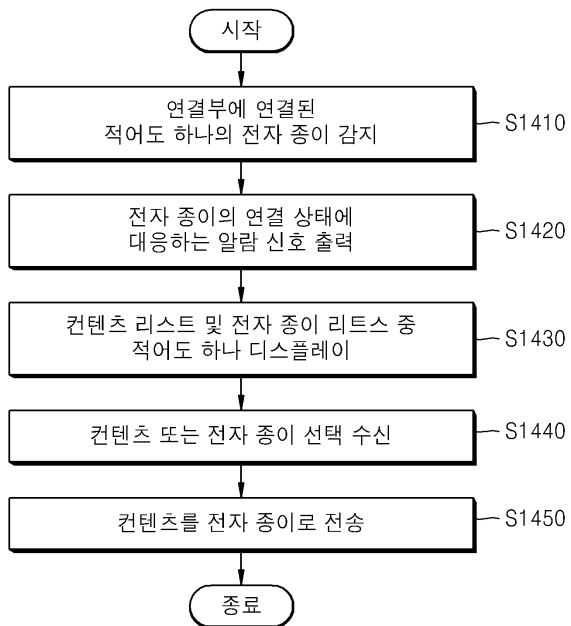 시작
연결부에 연결된
적어도 하나의 전자 종이 감지
S1410
전자 종이의 연결 상태에
대응하는 알람 신호 출력
S1420
컨텐츠 리스트 및 전자 종이 리트스 중
적어도 하나 디스플레이
S1430
컨텐츠 또는 전자 종이 선택 수신
S1440
컨텐츠를 전자 종이로 전송
S1450
종료